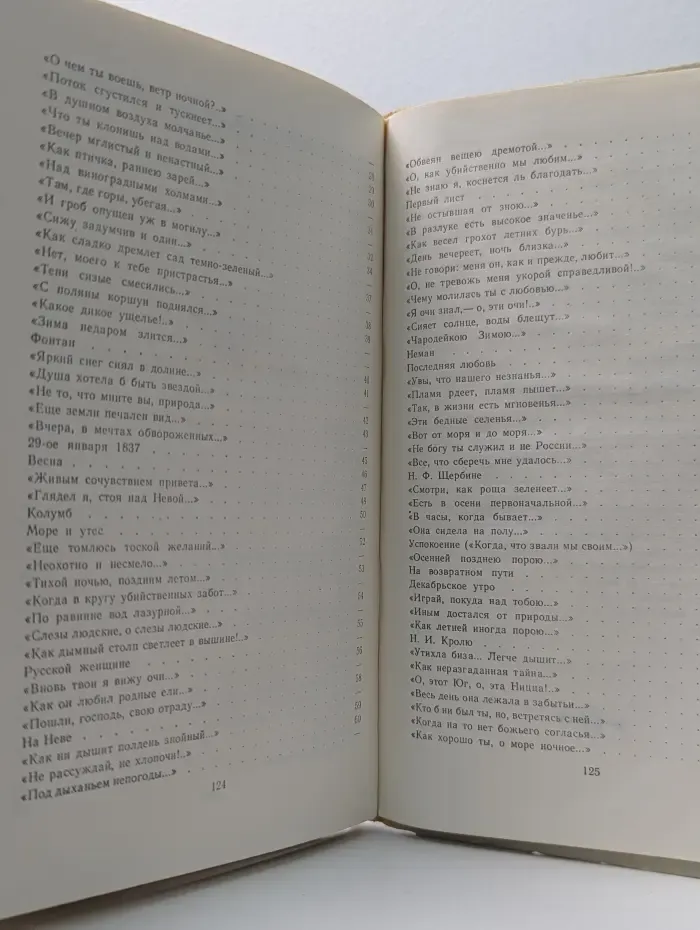 «О чем ты воешь, ветр ночной?..»
«Поток сгустился и тускнеет...»
«В душном воздуха молчанье...»
«Что ты клонишь над водами...»
«Вечер мглистый и ненастный...»
«Как птичка, раннею зарей...»
«Над виноградными холмами...»
«Там, где горы, убегая...»
«И гроб опущен уж в могилу...»
«Сижу задумчив и один...»
«Как сладко дремлет сад темно-зеленый...»
«Нет, моего к тебе пристрастья...»
«Тени сизые смесились...»
«С поляны коршун поднялся...»
«Какое дикое ущелье!..»
«Зима недаром злится...»
Фонтан
«Яркий снег сиял в долине...»
«Душа хотела б быть звездой...»
«Не то, что мните вы, природа...»
«Еще земли печален вид...»
«Вчера, в мечтах обвороженных...»
29-ое января 1837
Весна
«Живым сочувствием привета...»
«Глядел я, стоя над Невой...»
Колумб
Море и утес
«Еще томлюсь тоской желаний...»
«Неохотно и несмело...»
«Тихой ночью, поздним летом...»
«Когда в кругу убийственных забот...»
«По равнине вод лазурной...»
«Слезы людские, о слезы людские...»
«Как дымный столп светлеет в вышине!..»
Русской женщине
«Вновь твои я вижу очи...»
«Как он любил родные ели...»
«Пошли, господь, свою отраду...»
На Неве
«Как ни дышит полдень знойный...»
«Не рассуждай, не хлопочи!..»
«Под дыханьем непогоды...»
124
«Обвеян вещею дремотой...»
«О, как убийственно мы любим...»
«Не знаю я, коснется ль благодать...»
Первый лист
«Не остывшая от зною...»
«В разлуке есть высокое значенье...»
«Как весел грохот летних бурь...»
«День вечереет, ночь близка...»
«Не говори: меня он, как и прежде, любит...»
«О, не тревожь меня укорой справедливой!..»
«Чему молилась ты с любовью...»
«Я очи знал,— о, эти очи!..»
«Сияет солнце, воды блещут...»
«Чародейкою Зимою...»
Неман
Последняя любовь
«Увы, что нашего незнанья...»
«Пламя рдеет, пламя пышет...»
«Так, в жизни есть мгновенья...»
«Эти бедные селенья...»
«Вот от моря и до моря...»
«Не богу ты служил и не России...»
«Все, что сберечь мне удалось...»
Н. Ф. Щербине
«Смотри, как роща зеленеет...»
«Есть в осени первоначальной...»
«В часы, когда бывает...»
«Она сидела на полу...»
Успокоение («Когда, что звали мы своим...»)
«Осенней позднею порою...»
На возвратном пути
Декабрьское утро
«Играй, покуда над тобою...»
«Иным достался от природы...»
«Как летней иногда порою...»
Н. И. Кролю
«Утихла биза... Легче дышит...»
«Как неразгаданная тайна...»
«О, этот Юг, о, эта Ницца!..»
«Весь день она лежала в забытьи...»
«Кто б ни был ты, но, встретясь с ней...»
«Когда на то нет божьего согласья...»
«Как хорошо ты, о море ночное...»
125